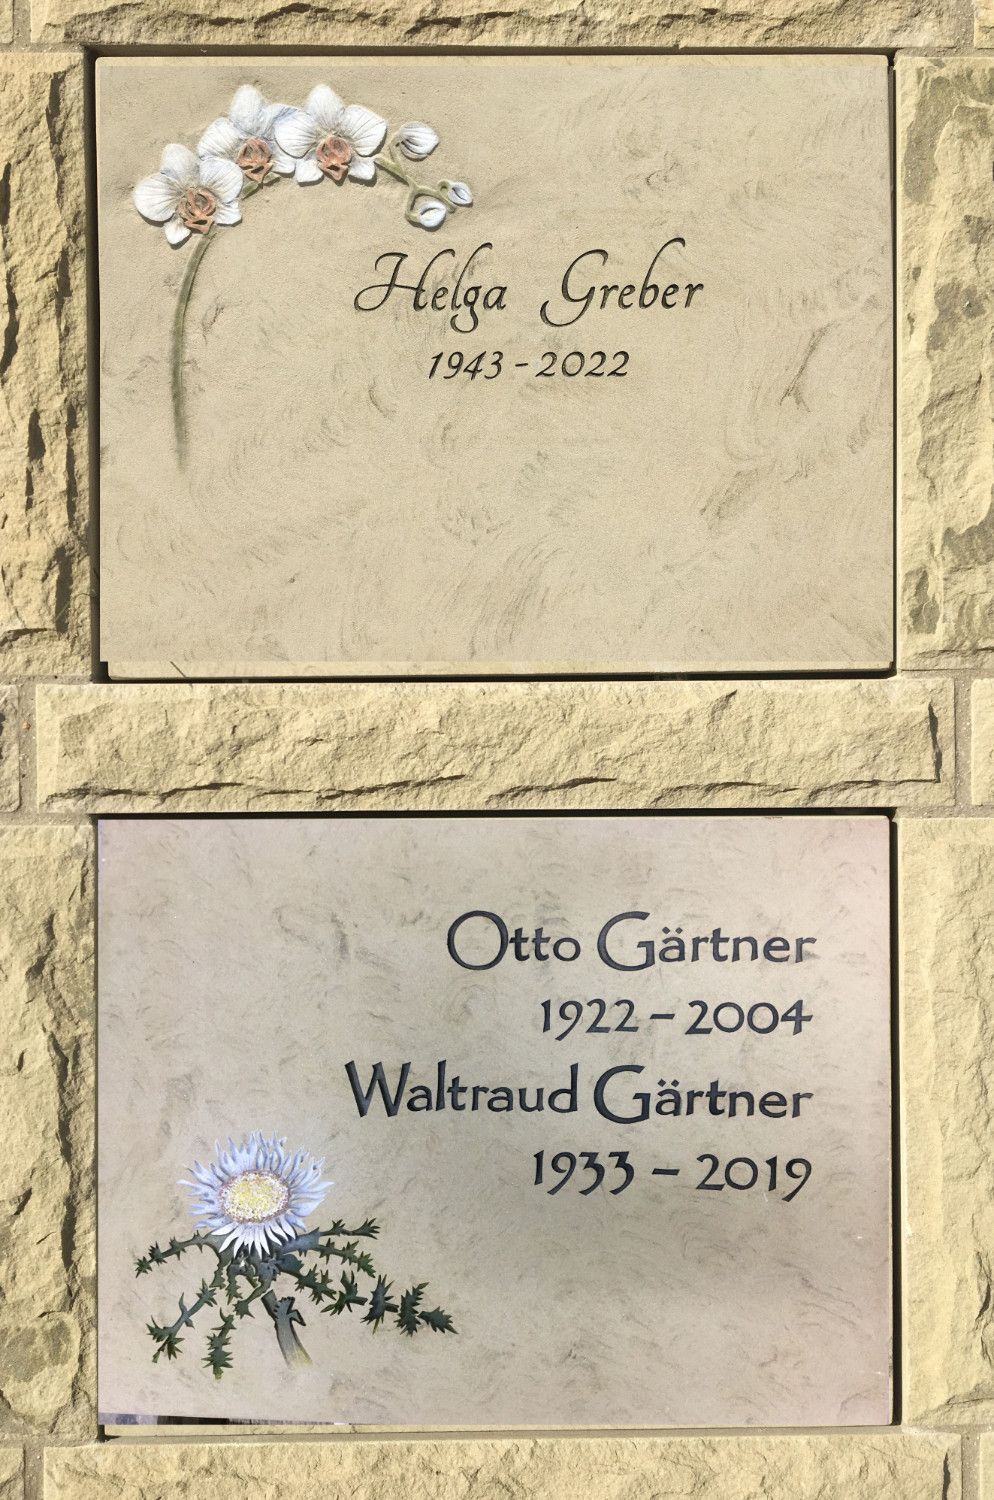 Helga Greber
1943 - 2022
Otto Gärtner
1922 – 2004
Waltraud Gärtner
1933 – 2019